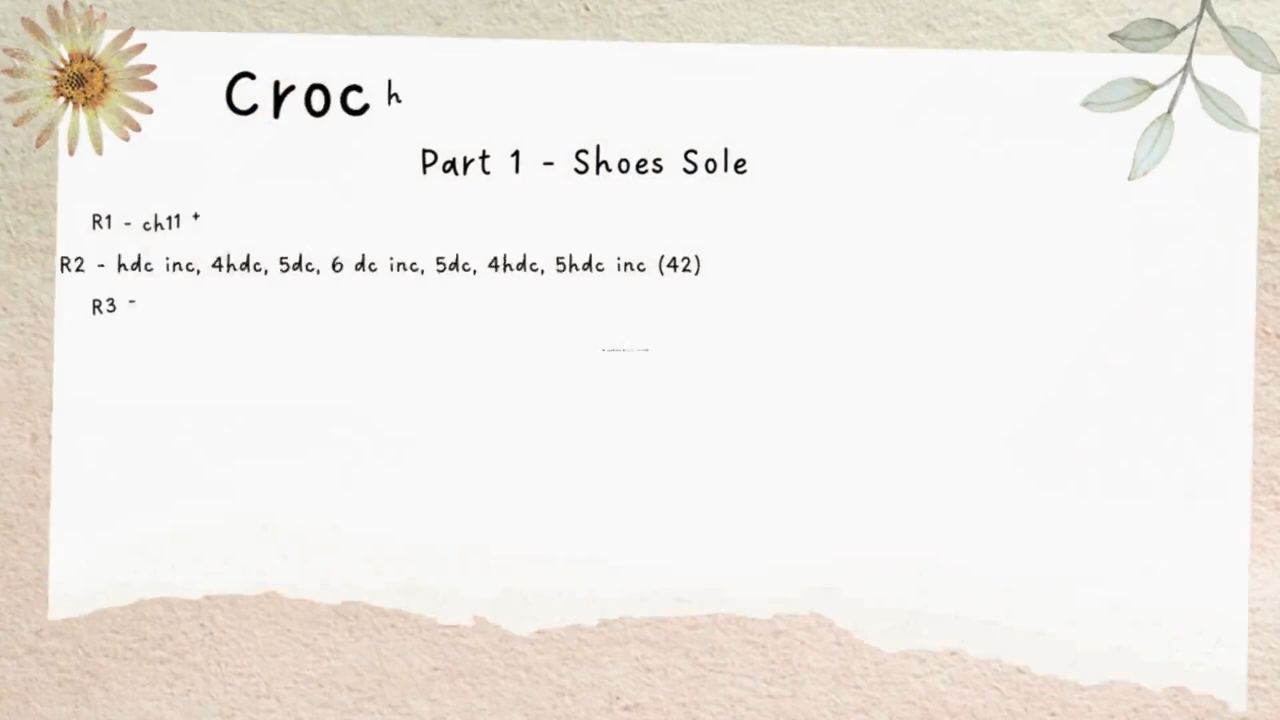 Croch
Part 1 - Shoes Sole
R1 - ch11 +
R2 - hdc inc, 4hdc, 5dc, 6 dc inc, 5dc, 4hdc, 5hdc inc (42)
R3 -